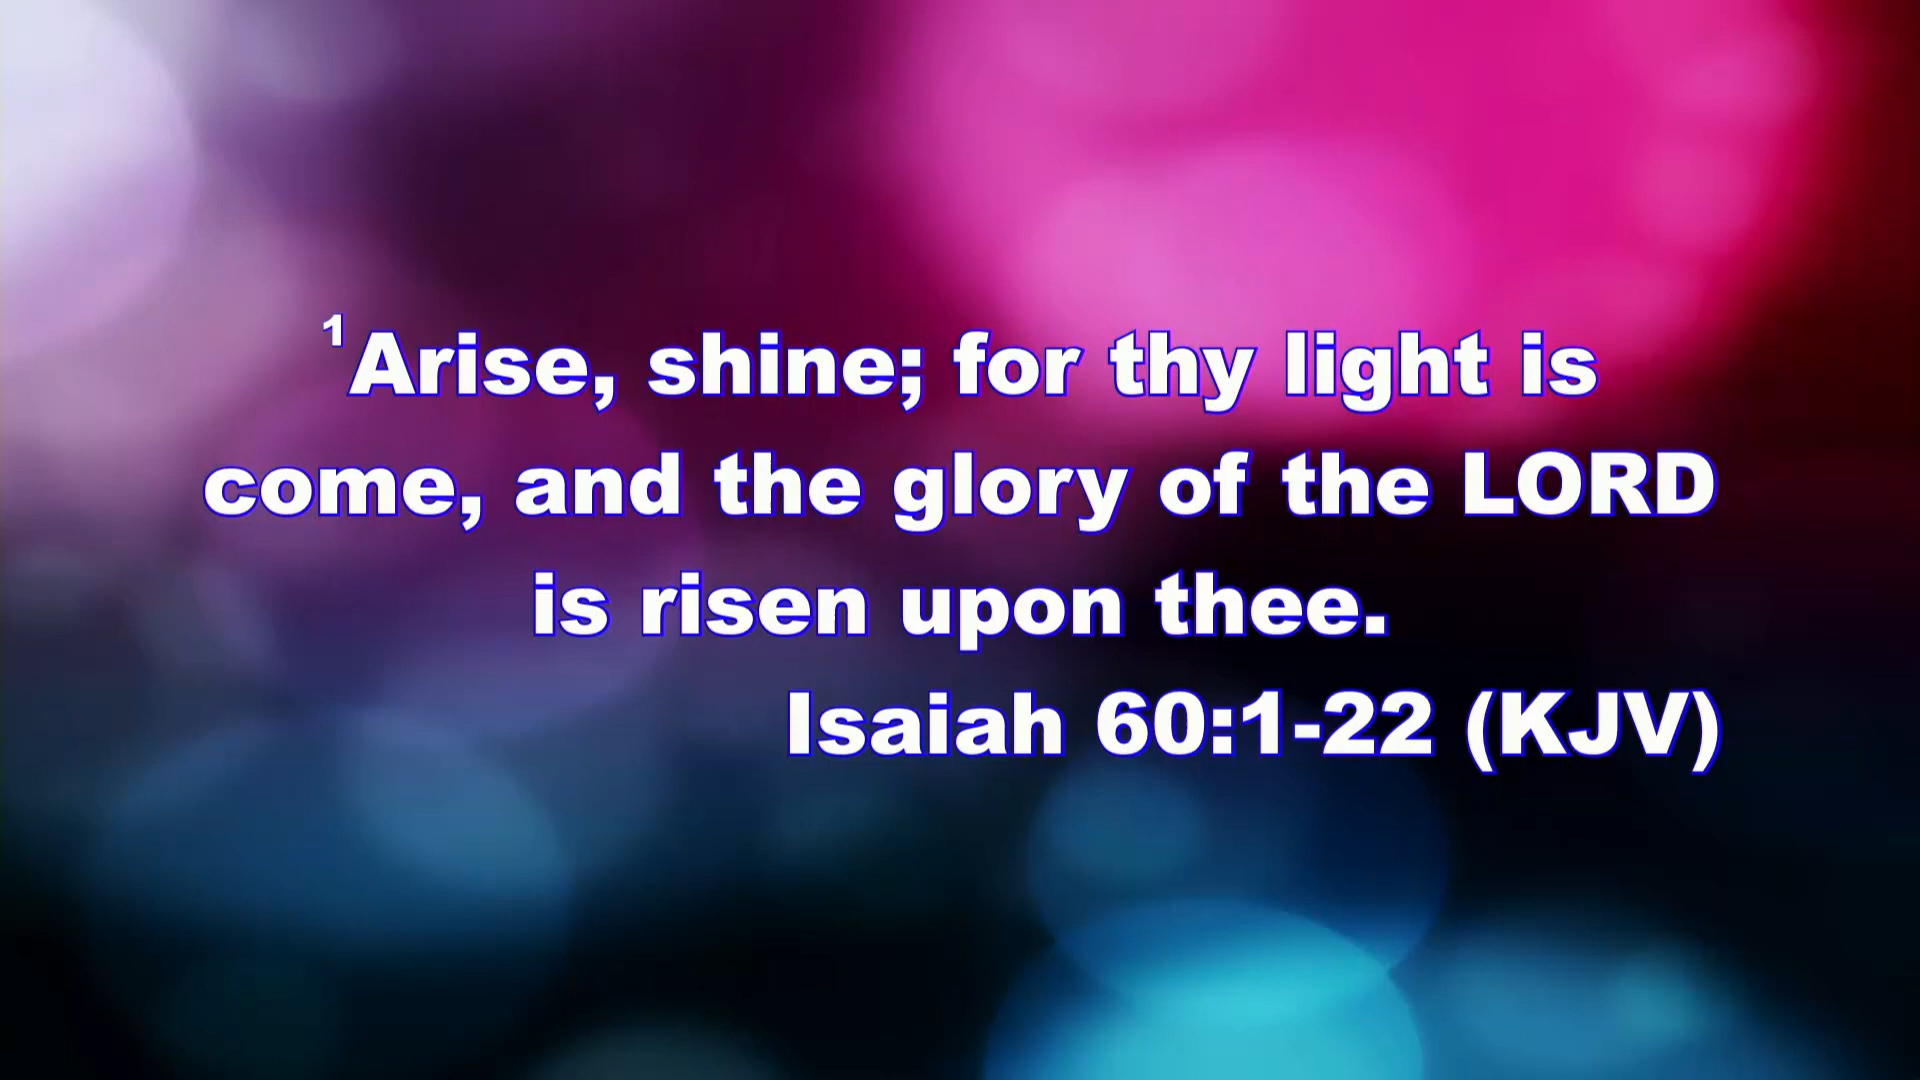 ¹Arise, shine; for thy light is
come, and the glory of the LORD
is risen upon thee.
Isaiah 60:1-22 (KJV)